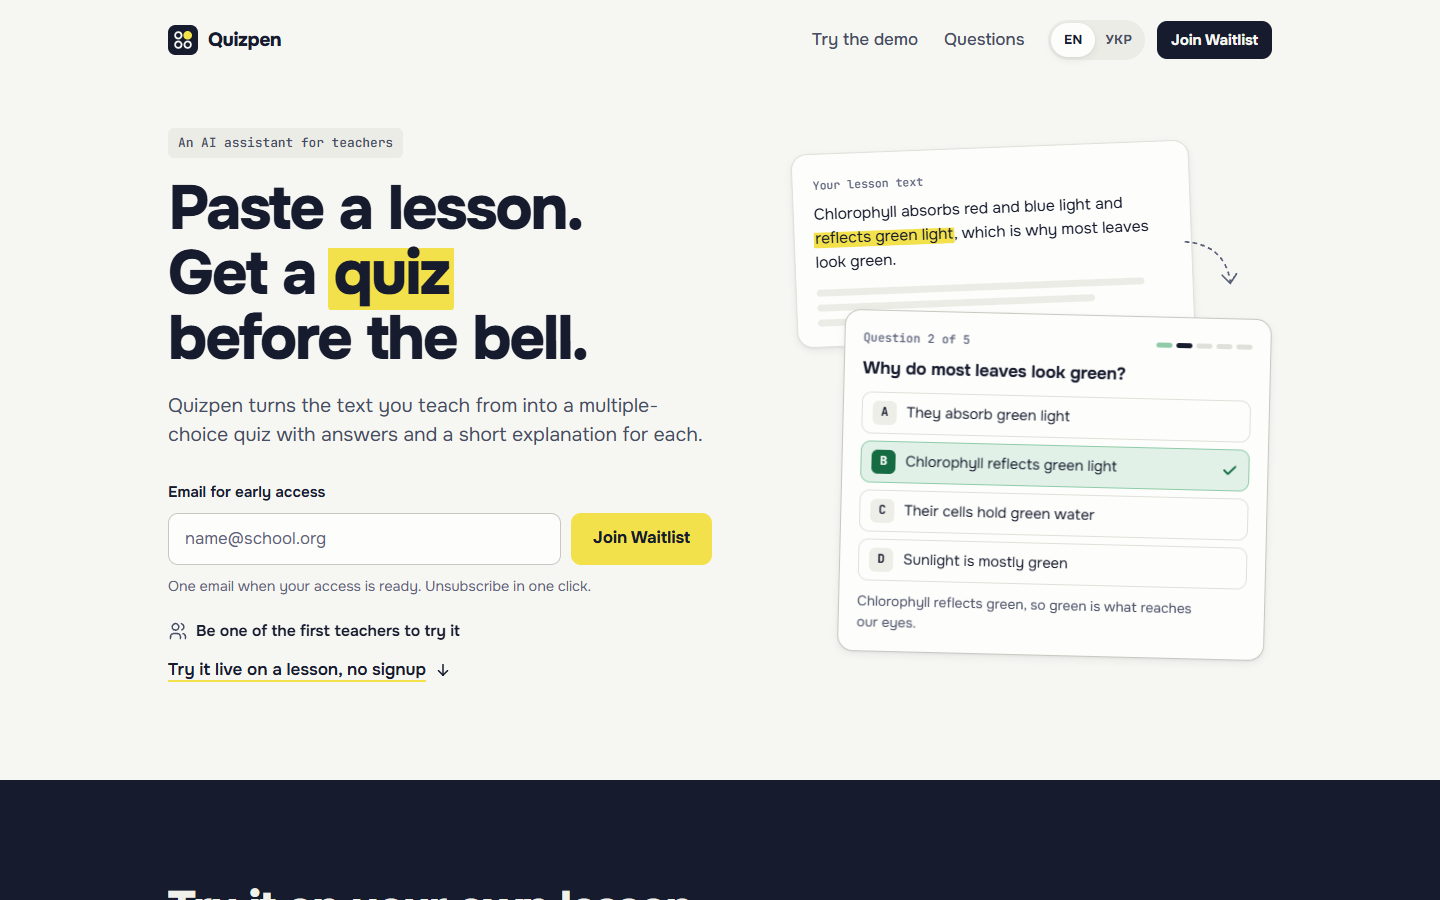 Quizpen
Try the demo
Questions
EN
УКР
Join Waitlist
An AI assistant for teachers
Paste a lesson.
Get a quiz
before the bell.
Quizpen turns the text you teach from into a multiple-
choice quiz with answers and a short explanation for each.
Email for early access
name@school.org
Join Waitlist
One email when your access is ready. Unsubscribe in one click.
Be one of the first teachers to try it
Try it live on a lesson, no signup
Your lesson text
Chlorophyll absorbs red and blue light and
reflects green light, which is why most leaves
look green.
Question 2 of 5
Why do most leaves look green?
A They absorb green light
B Chlorophyll reflects green light
C Their cells hold green water
D Sunlight is mostly green
Chlorophyll reflects green, so green is what reaches
our eyes.
Try it on your own lesson